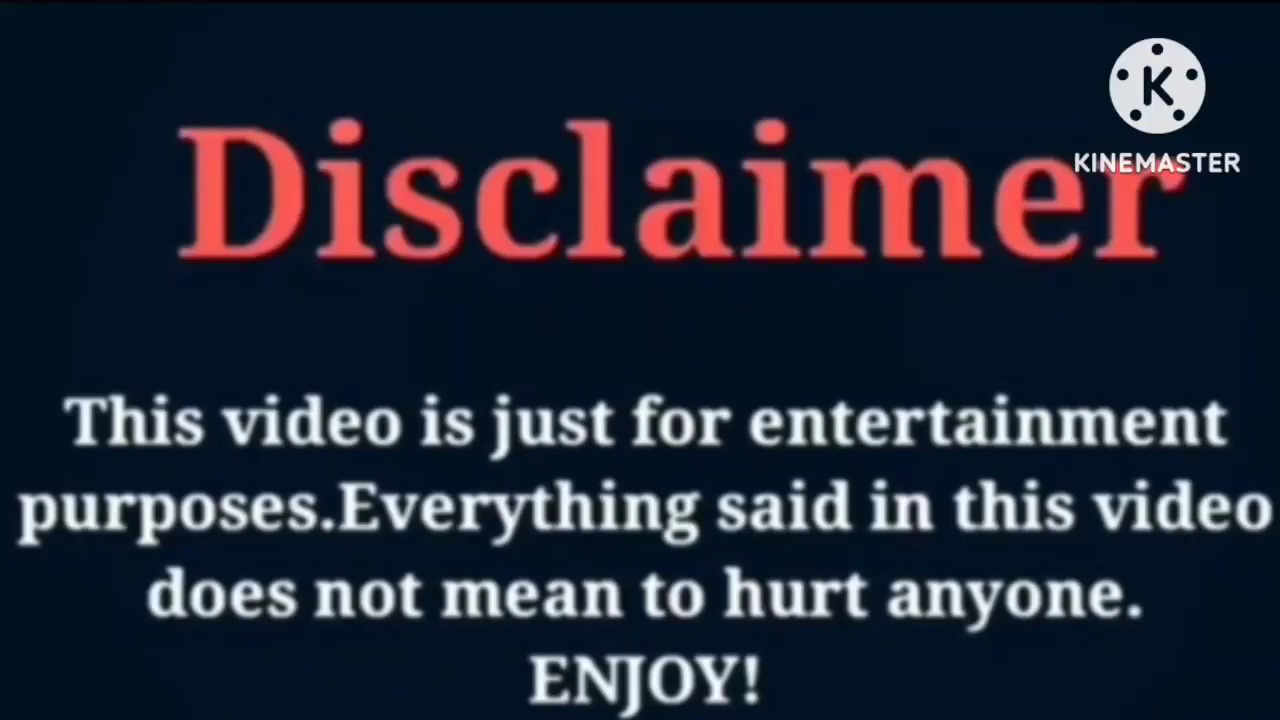 K
KINEMASTER
Disclaimer
This video is just for entertainment
purposes.Everything said in this video
does not mean to hurt anyone.
ENJOY!